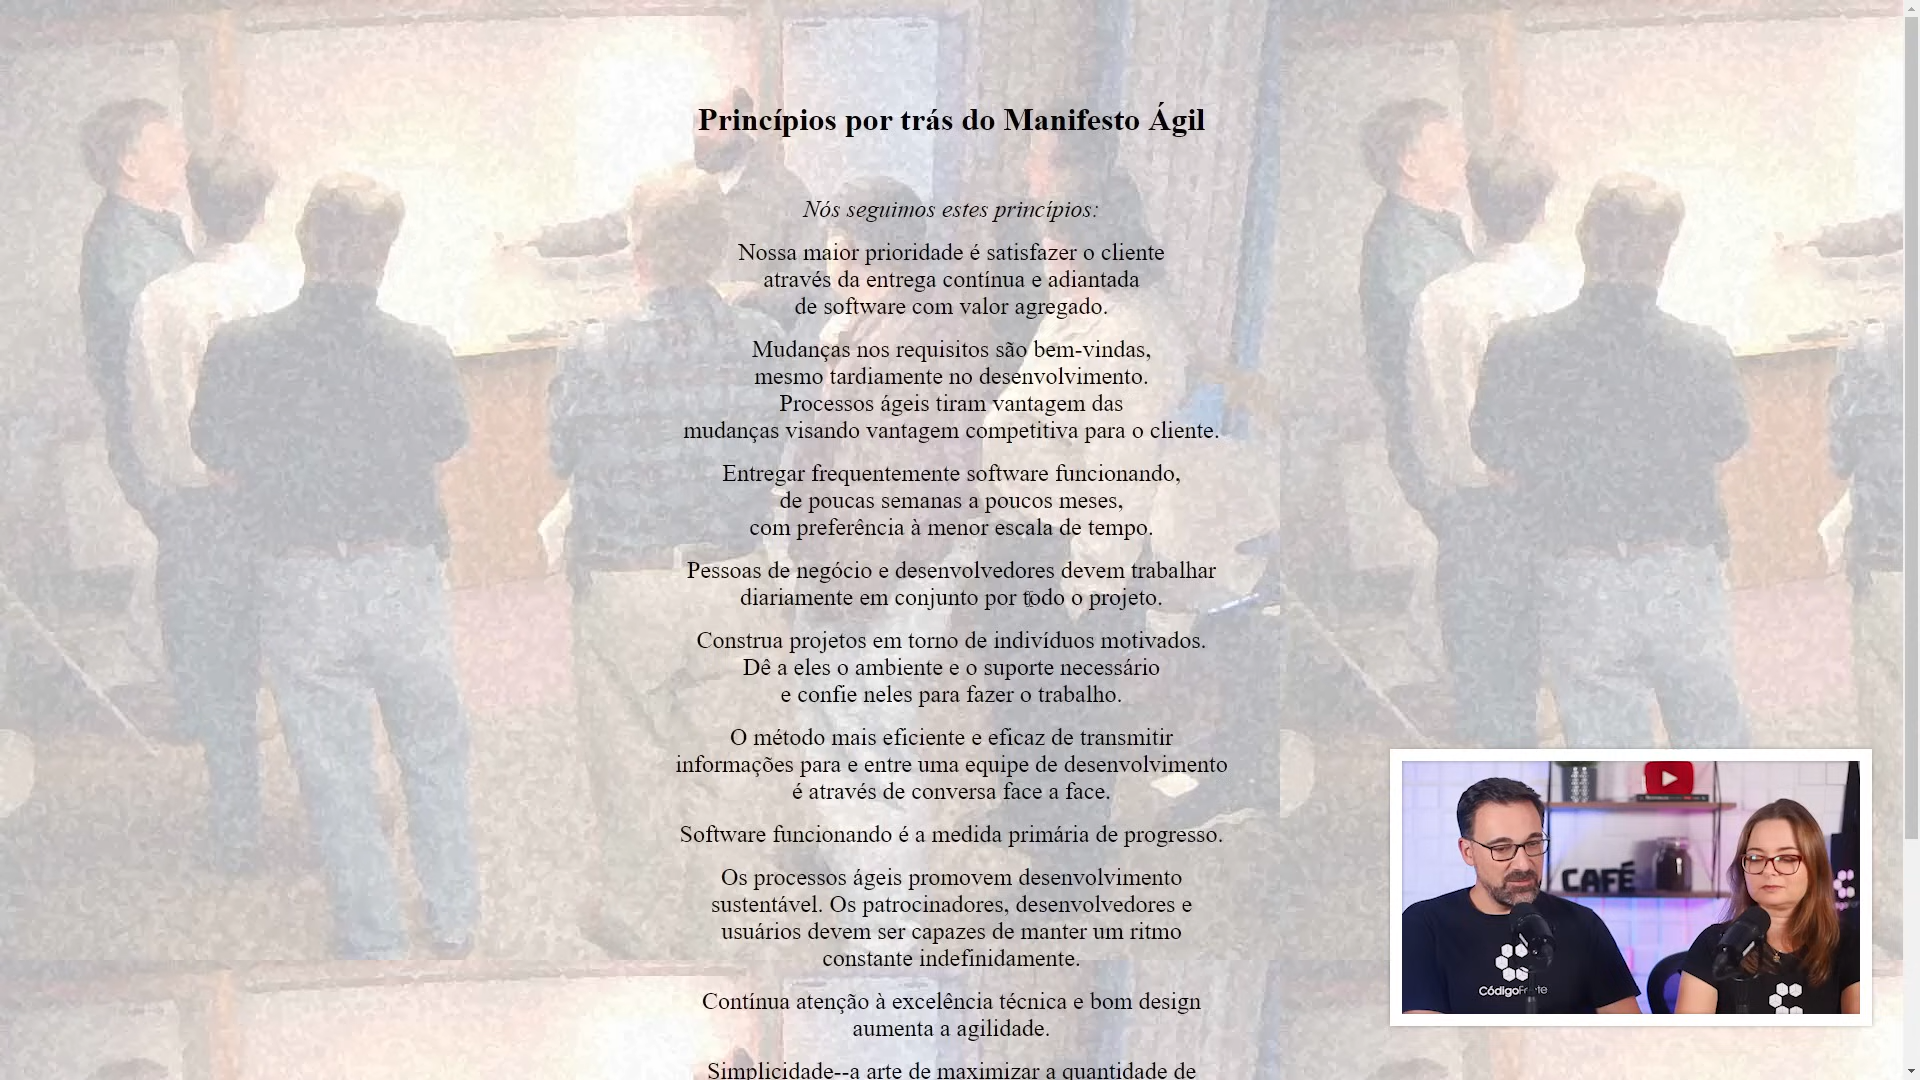 Princípios por trás do Manifesto Ágil
Nós seguimos estes princípios:
Nossa maior prioridade é satisfazer o cliente
através da entrega contínua e adiantada
de software com valor agregado.
Mudanças nos requisitos são bem-vindas,
mesmo tardiamente no desenvolvimento.
Processos ágeis tiram vantagem das
mudanças visando vantagem competitiva para o cliente.
Entregar frequentemente software funcionando,
de poucas semanas a poucos meses,
com preferência à menor escala de tempo.
Pessoas de negócio e desenvolvedores devem trabalhar
diariamente em conjunto por todo o projeto.
Construa projetos em torno de indivíduos motivados.
Dê a eles o ambiente e o suporte necessário
e confie neles para fazer o trabalho.
O método mais eficiente e eficaz de transmitir
informações para e entre uma equipe de desenvolvimento
é através de conversa face a face.
Software funcionando é a medida primária de progresso.
Os processos ágeis promovem desenvolvimento
sustentável. Os patrocinadores, desenvolvedores e
usuários devem ser capazes de manter um ritmo
constante indefinidamente.
Contínua atenção à excelência técnica e bom design
aumenta a agilidade.
Simplicidade--a arte de maximizar a quantidade de
CAFÉ